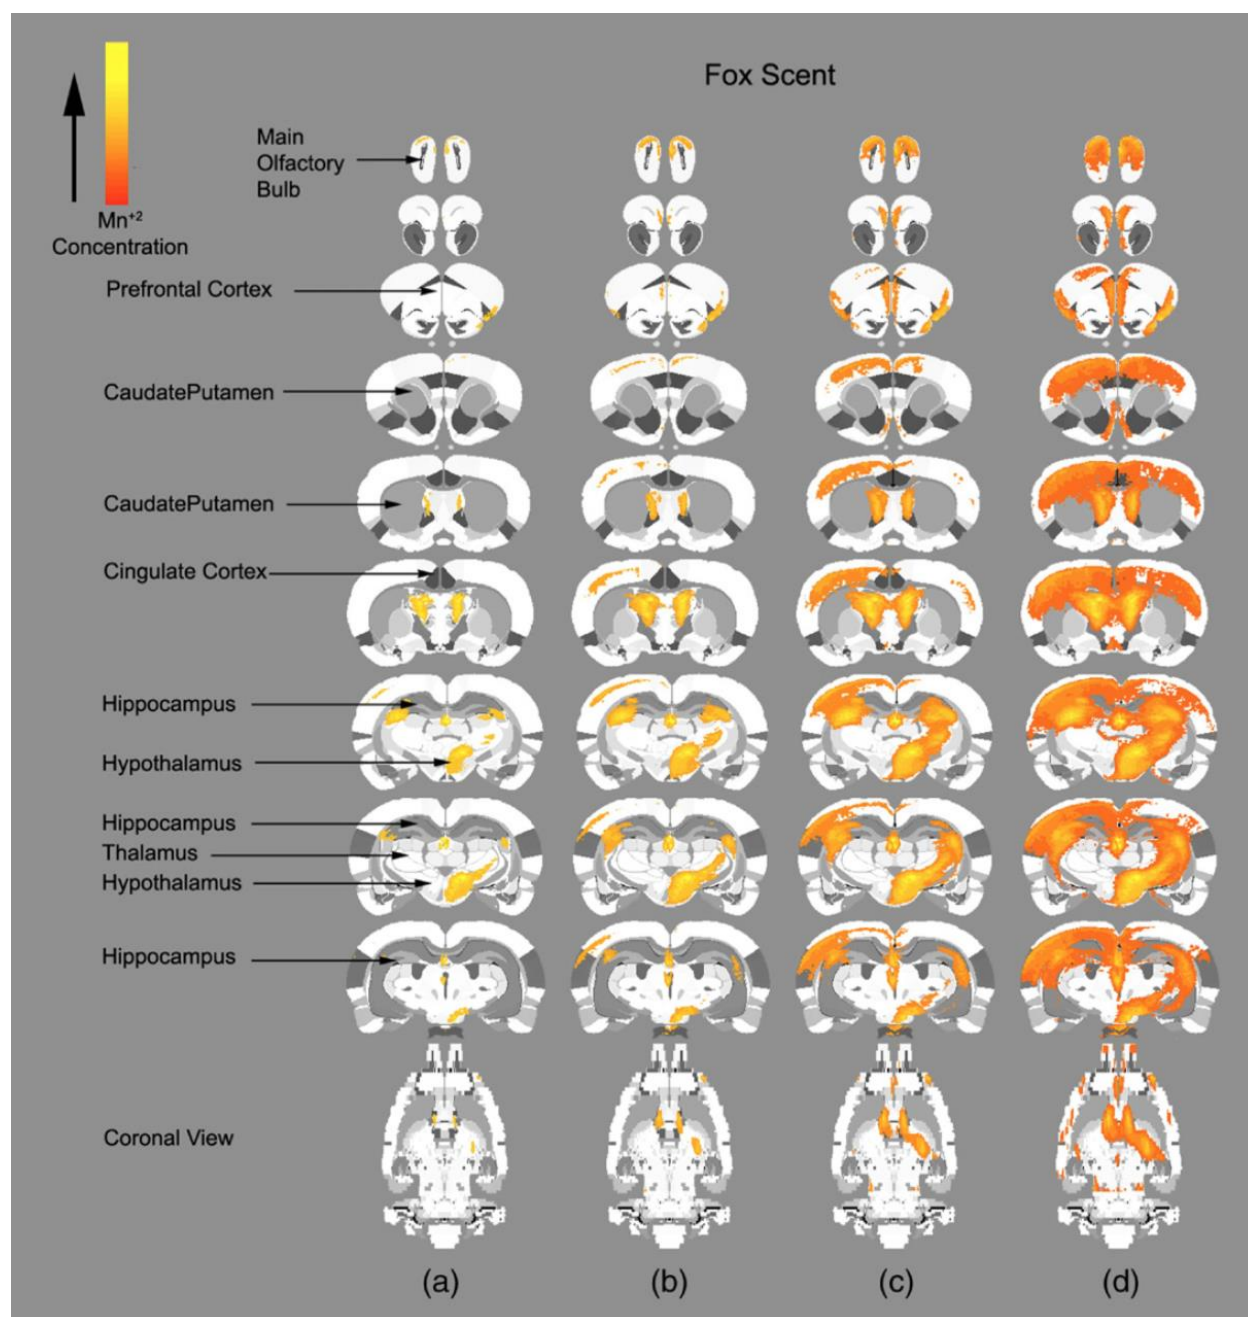 Fox Scent
Main
Olfactory
Bulb
Mn+2
Concentration
Prefrontal Cortex
CaudatePutamen
CaudatePutamen
Cingulate Cortex
Hippocampus
Hypothalamus
Hippocampus
Thalamus
Hypothalamus
Hippocampus
Coronal View
(a) (b) (c) (d)